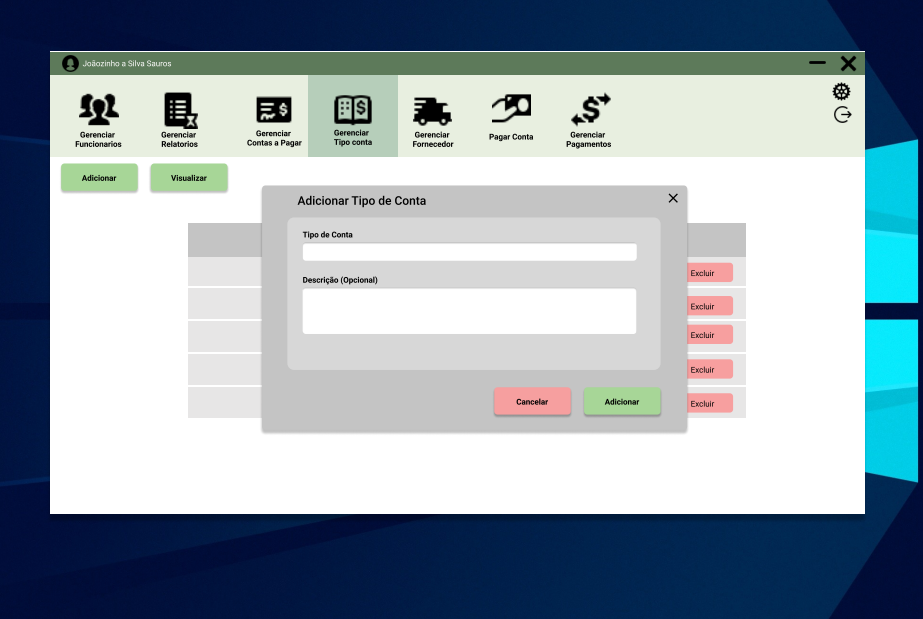 Joãozinho a Silva Sauros
Gerenciar
Funcionarios
Gerenciar
Relatorios
Gerenciar
Contas a Pagar
Gerenciar
Tipo conta
Gerenciar
Fornecedor
Pagar Conta
Gerenciar
Pagamentos
Adicionar
Visualizar
Adicionar Tipo de Conta
Tipo de Conta
Descrição (Opcional)
Cancelar
Adicionar
Excluir
Excluir
Excluir
Excluir
Excluir